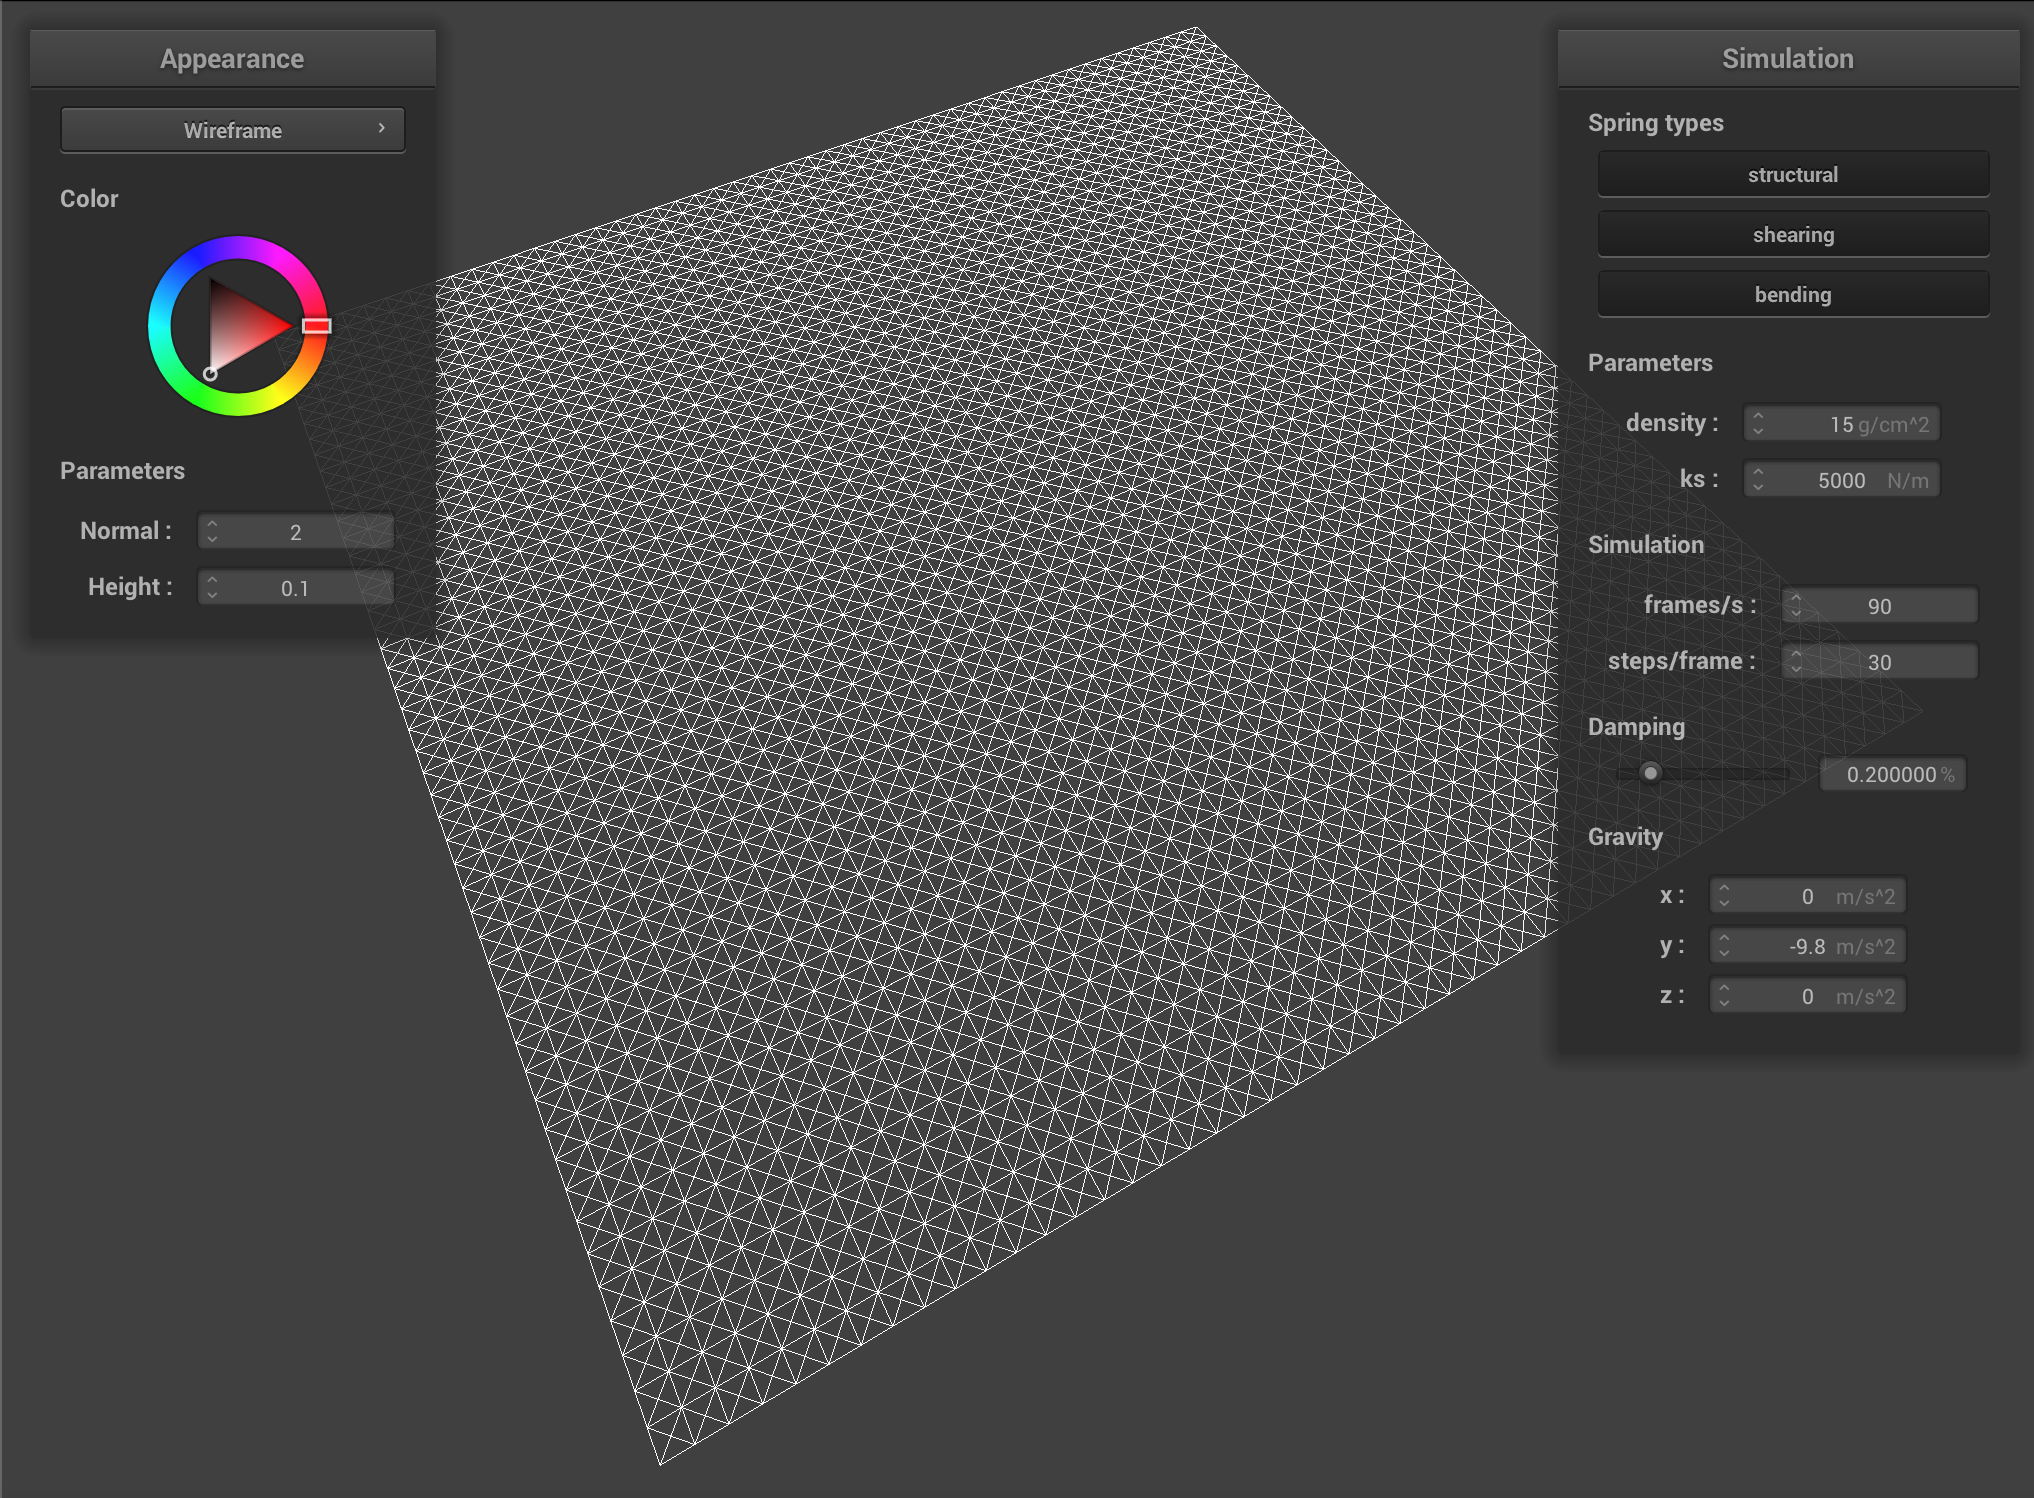 Appearance
Wireframe
Color
Parameters
Normal : 2
Height : 0.1
Simulation
Spring types
structural
shearing
bending
Parameters
density : 15 g/cm^2
ks : 5000 N/m
Simulation
frames/s : 90
steps/frame : 30
Damping
0.200000 %
Gravity
x : 0 m/s^2
y : -9.8 m/s^2
z : 0 m/s^2